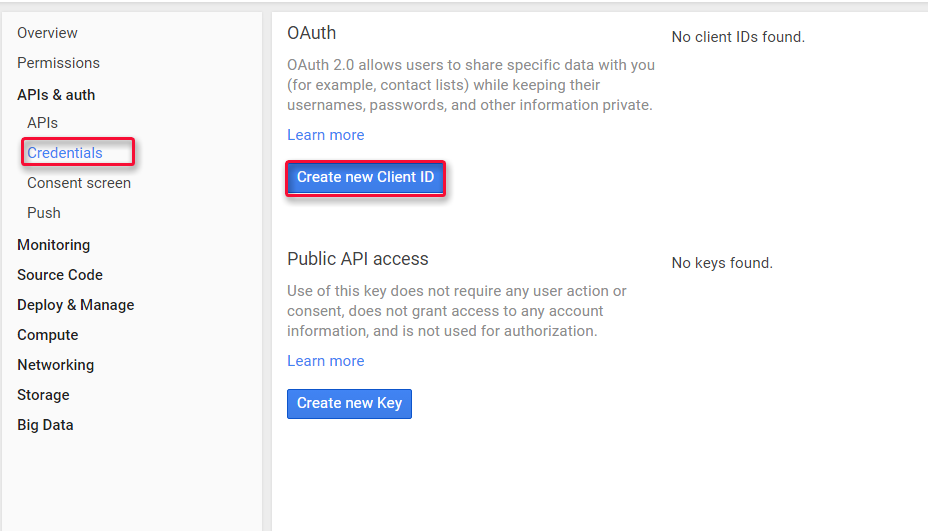 Overview
Permissions
APIs & auth
APIs
Credentials
Consent screen
Push
Monitoring
Source Code
Deploy & Manage
Compute
Networking
Storage
Big Data
OAuth
OAuth 2.0 allows users to share specific data with you
(for example, contact lists) while keeping their
usernames, passwords, and other information private.
Learn more
Create new Client ID
No client IDs found.
Public API access
Use of this key does not require any user action or
consent, does not grant access to any account
information, and is not used for authorization.
Learn more
Create new Key
No keys found.